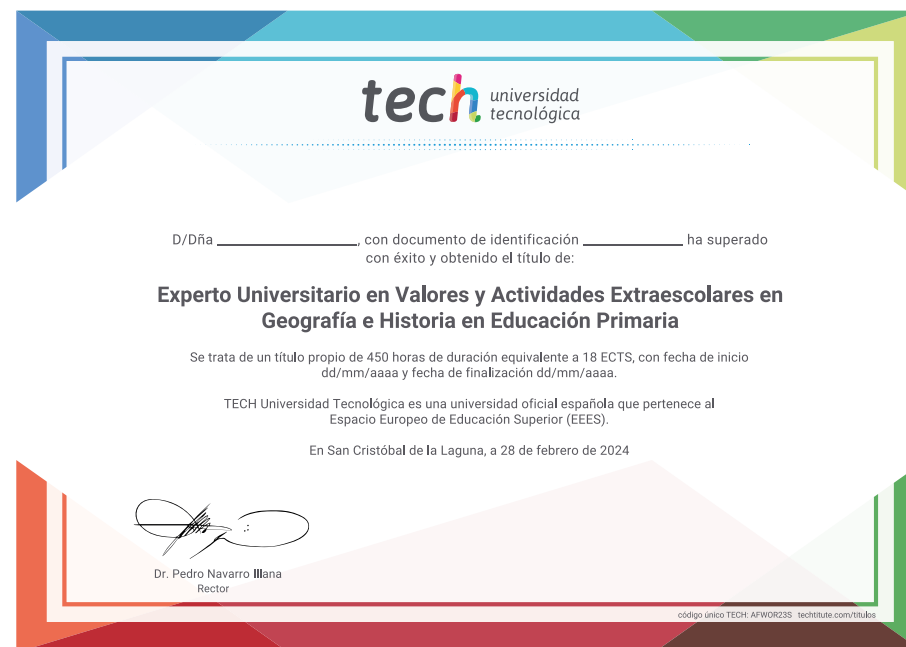 tech universidad
tecnológica
D/Dña ____________________, con documento de identificación ______________ ha superado
con éxito y obtenido el título de:
Experto Universitario en Valores y Actividades Extraescolares en
Geografía e Historia en Educación Primaria
Se trata de un título propio de 450 horas de duración equivalente a 18 ECTS, con fecha de inicio
dd/mm/aaaa y fecha de finalización dd/mm/aaaa.
TECH Universidad Tecnológica es una universidad oficial española que pertenece al
Espacio Europeo de Educación Superior (EEES).
En San Cristóbal de la Laguna, a 28 de febrero de 2024
Dr. Pedro Navarro Illana
Rector
código único TECH: AFWOR23S techtitute.com/titulos